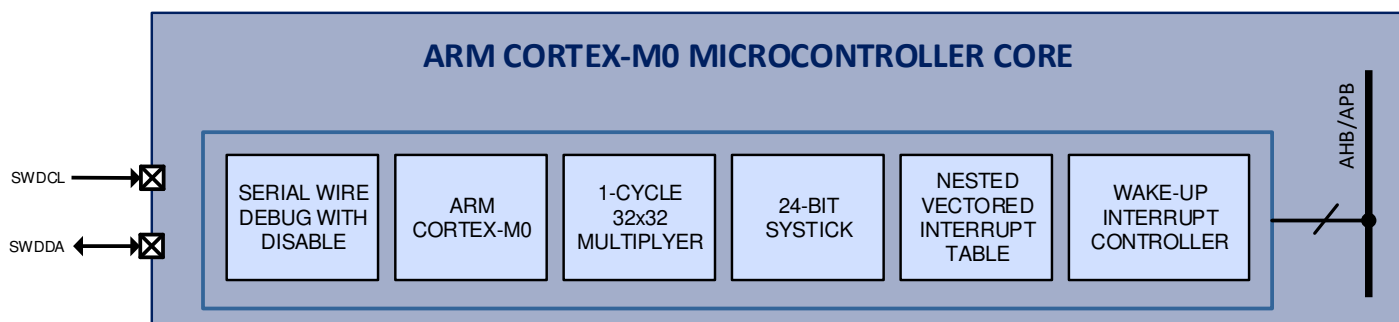 ARM CORTEX-M0 MICROCONTROLLER CORE
AHB/APB
SWDCL
SWDDA
SERIAL WIRE
DEBUG WITH
DISABLE
ARM
CORTEX-M0
1-CYCLE
32x32
MULTIPLYER
24-BIT
SYSTICK
NESTED
VECTORED
INTERRUPT
TABLE
WAKE-UP
INTERRUPT
CONTROLLER